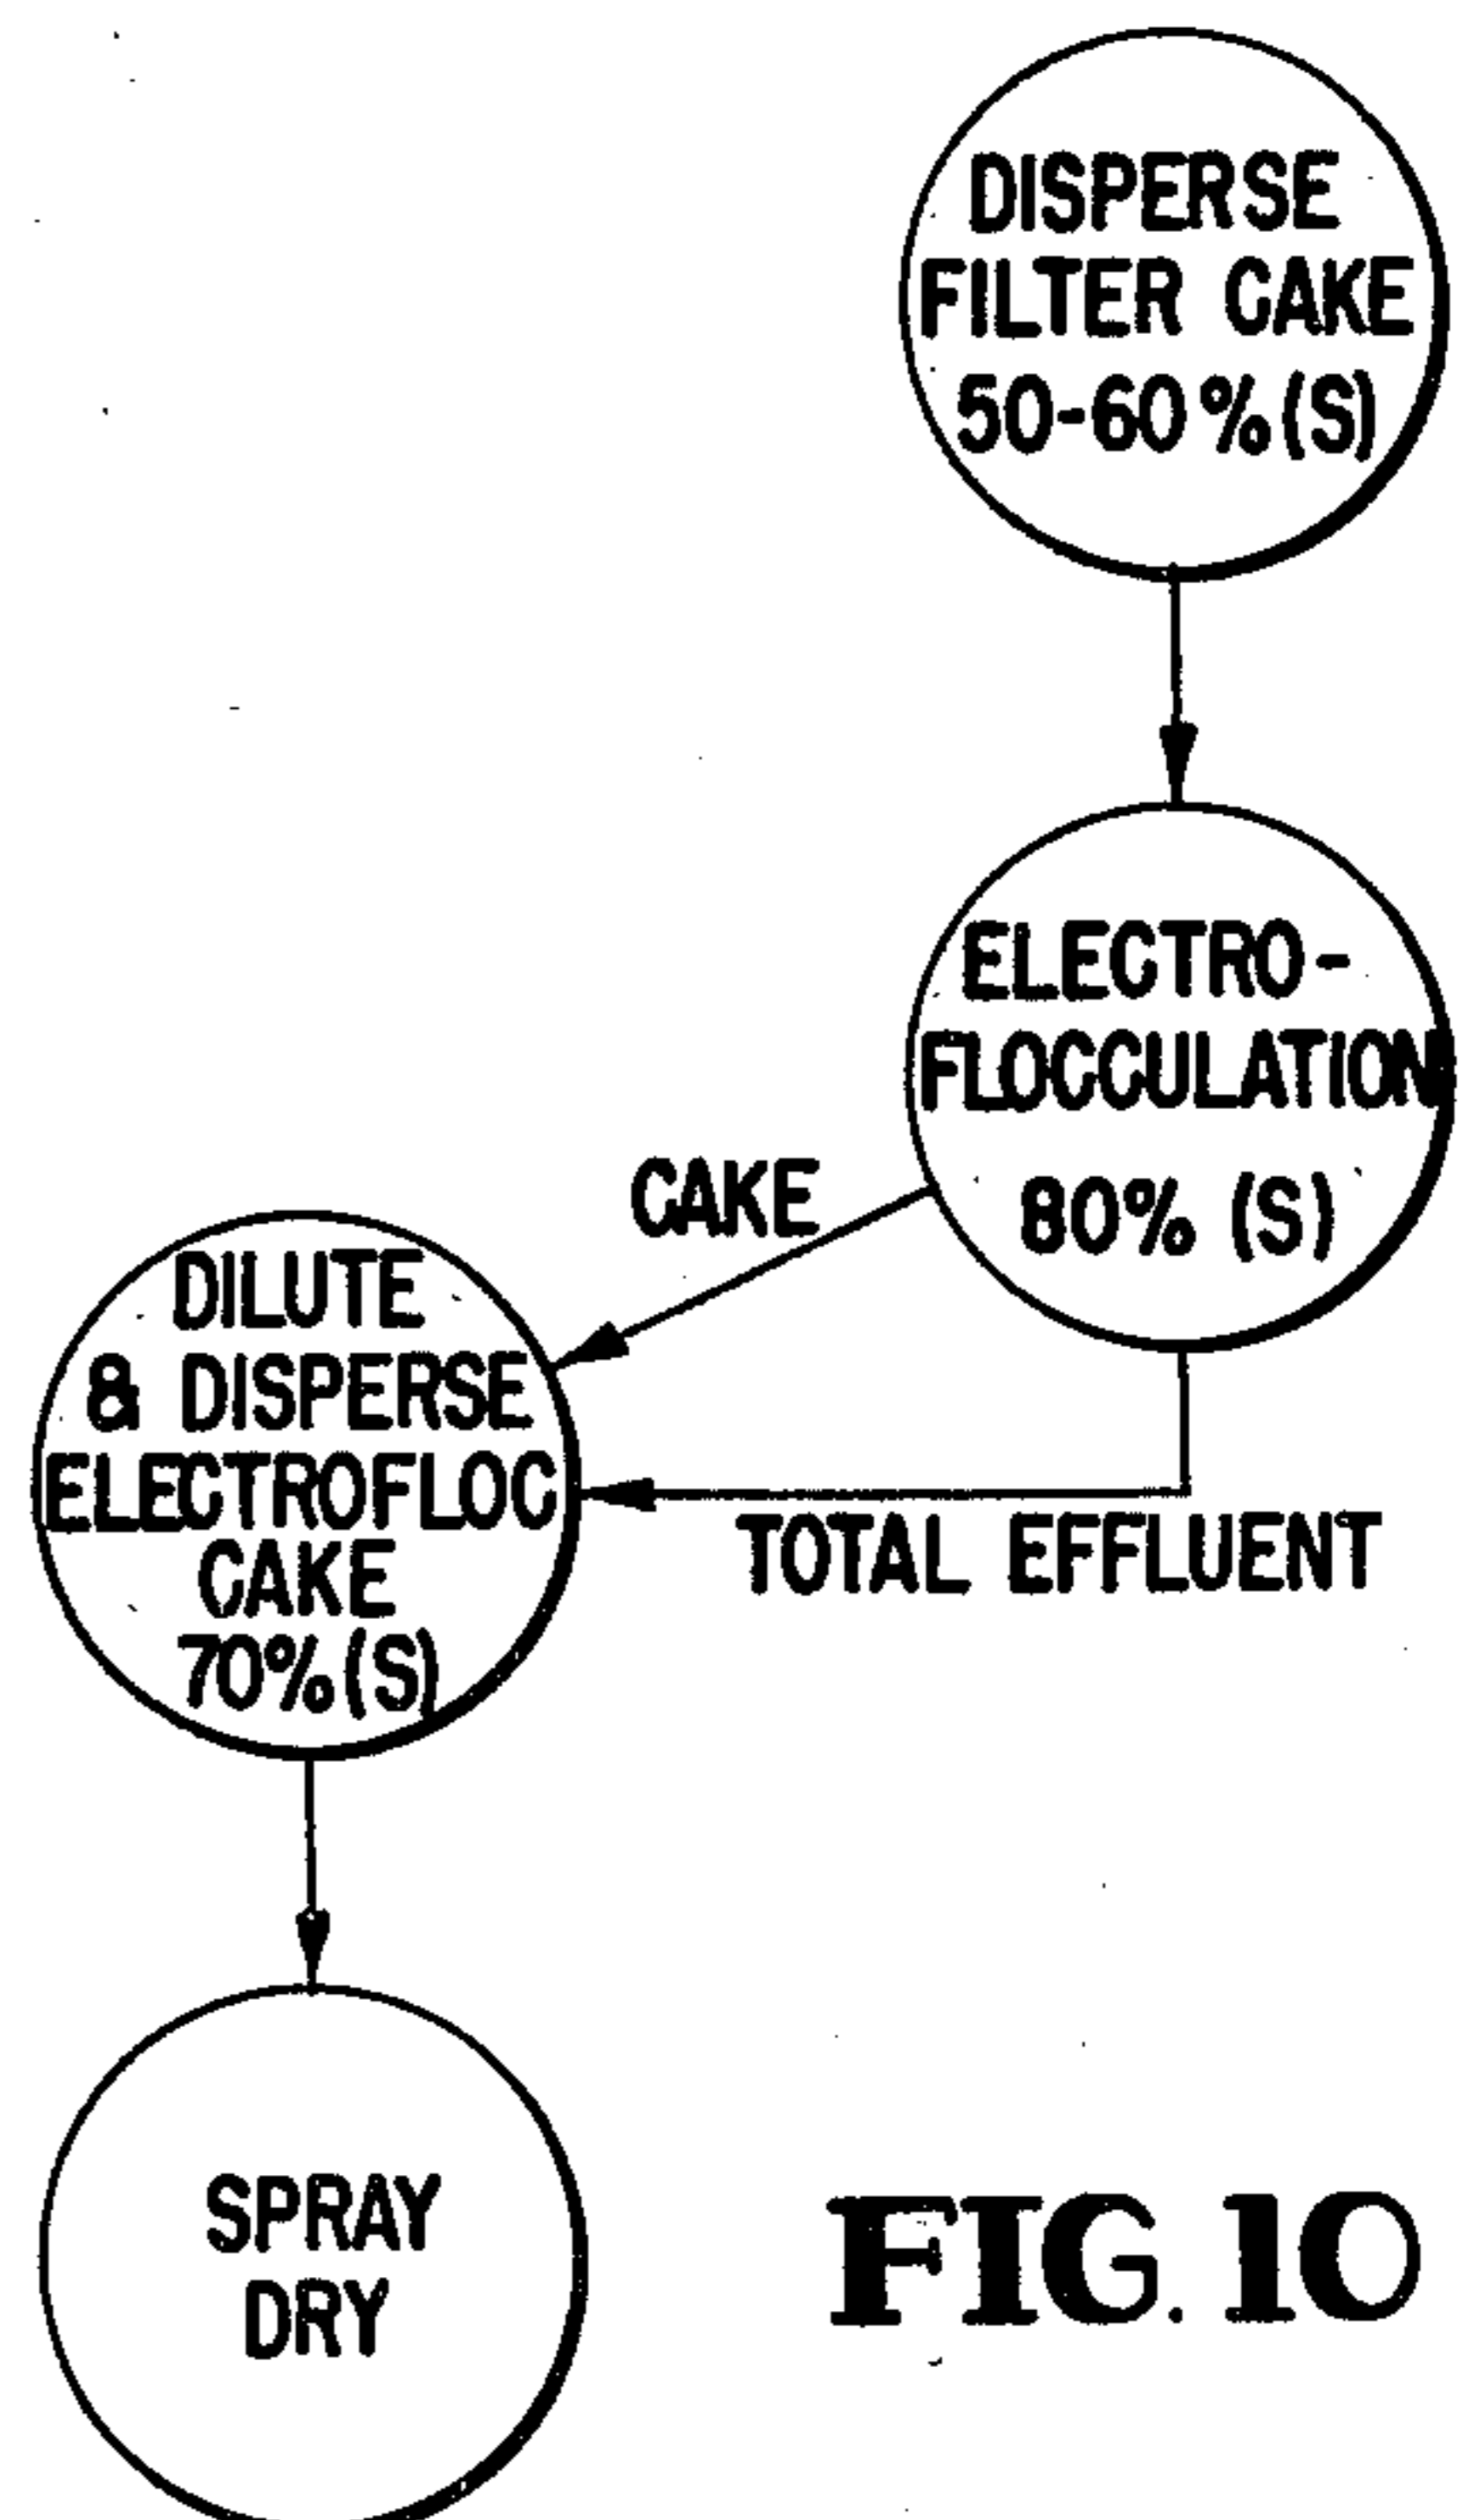 DISPERSE
FILTER CAKE
50-60%(S)
ELECTRO-
FLOCCULATION
80% (S)
CAKE
DILUTE
& DISPERSE
ELECTROFLOC
CAKE
70%(S)
TOTAL EFFLUENT
SPRAY
DRY
FIG. 10